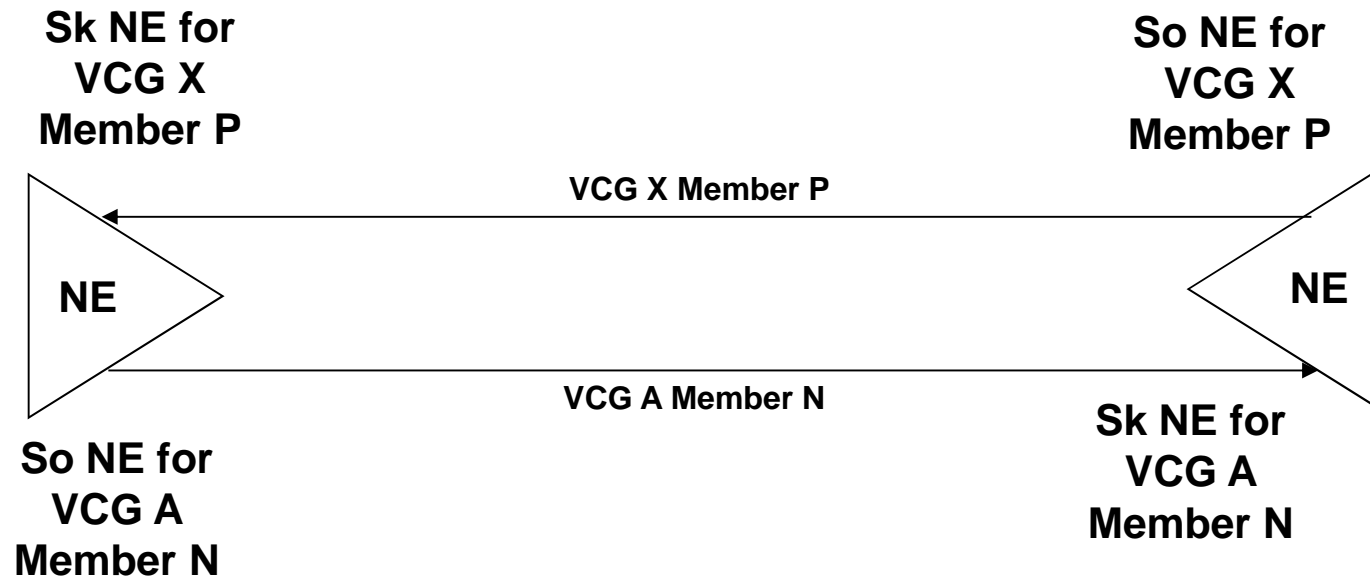 Sk NE for
VCG X
Member P
So NE for
VCG X
Member P
VCG X Member P
NE
NE
VCG A Member N
So NE for
VCG A
Member N
Sk NE for
VCG A
Member N